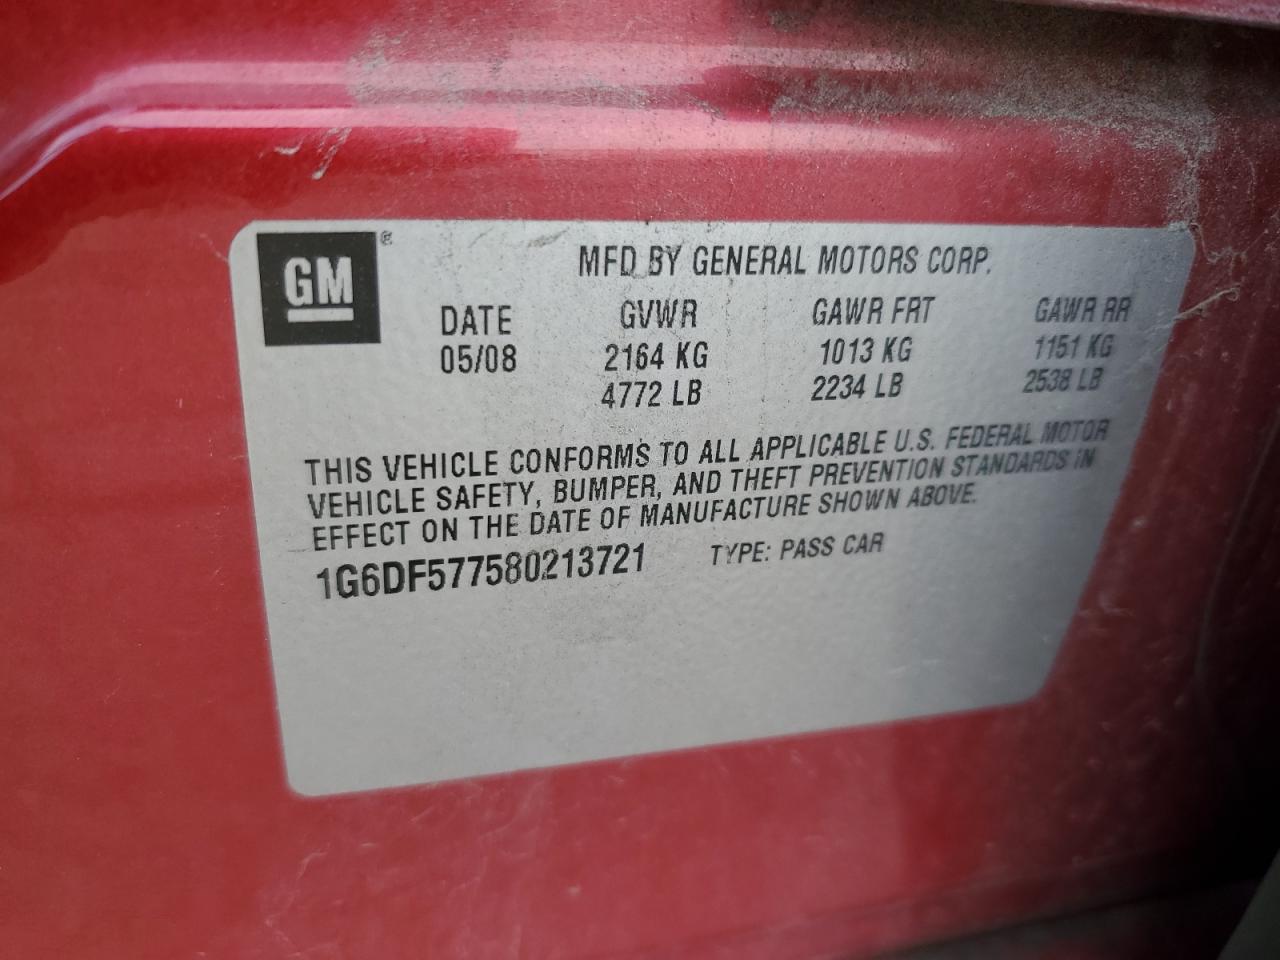 GM®
MFD BY GENERAL MOTORS CORP.
DATE GVWR GAWR FRT GAWR RR
05/08 2164 KG 1013 KG 1151 KG
4772 LB 2234 LB 2538 LB
THIS VEHICLE CONFORMS TO ALL APPLICABLE U.S. FEDERAL MOTOR
VEHICLE SAFETY, BUMPER, AND THEFT PREVENTION STANDARDS IN
EFFECT ON THE DATE OF MANUFACTURE SHOWN ABOVE.
1G6DF577580213721 TYPE: PASS CAR